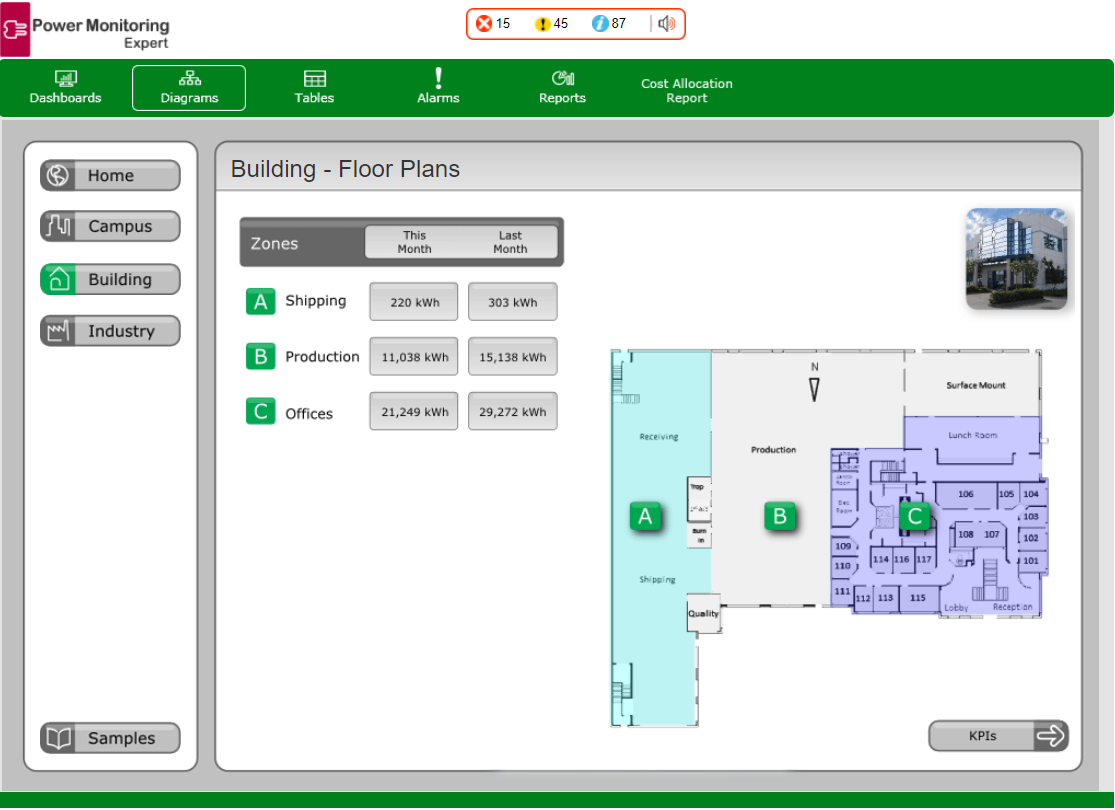 Power Monitoring
Expert
15
45
87
Dashboards
Diagrams
Tables
Alarms
Reports
Cost Allocation
Report
Home
Campus
Building
Industry
Samples
Building - Floor Plans
Zones
This
Month
Last
Month
A Shipping 220 kWh 303 kWh
B Production 11,038 kWh 15,138 kWh
C Offices 21,249 kWh 29,272 kWh
N
Surface Mount
Receiving
Lunch Room
Production
Trap
Burn
in
A
B
C
106
105
104
103
102
101
108
107
109
110
111
114
116
117
112
113
115
Room
Room
Shipping
Quality
Lobby
Reception
KPIs